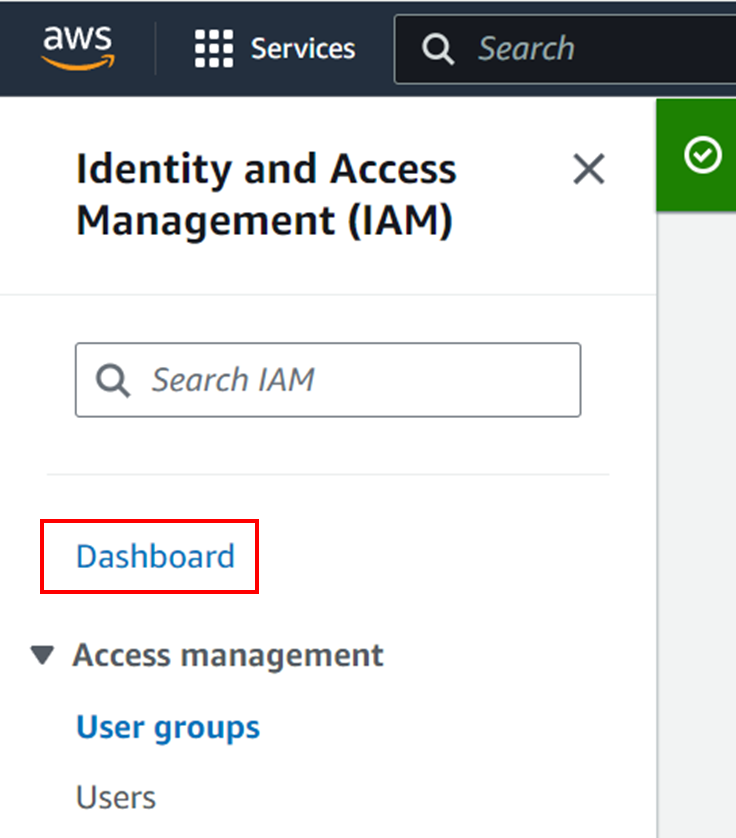 aws
Services
Search
Identity and Access
Management (IAM)
Search IAM
Dashboard
Access management
User groups
Users